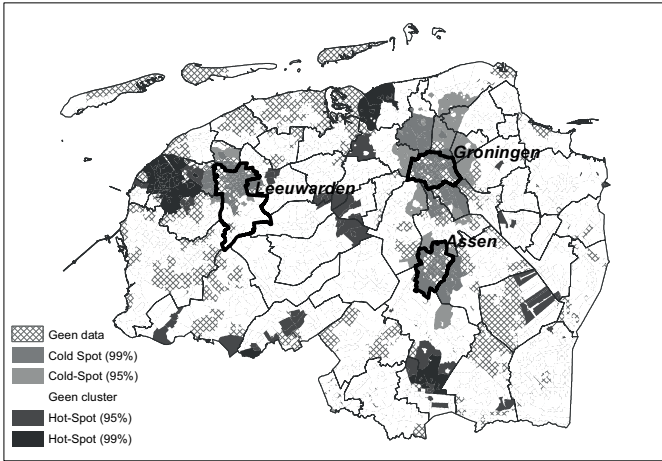 Groningen
Leeuwarden
Assen
Geen data
Cold Spot (99%)
Cold-Spot (95%)
Geen cluster
Hot-Spot (95%)
Hot-Spot (99%)